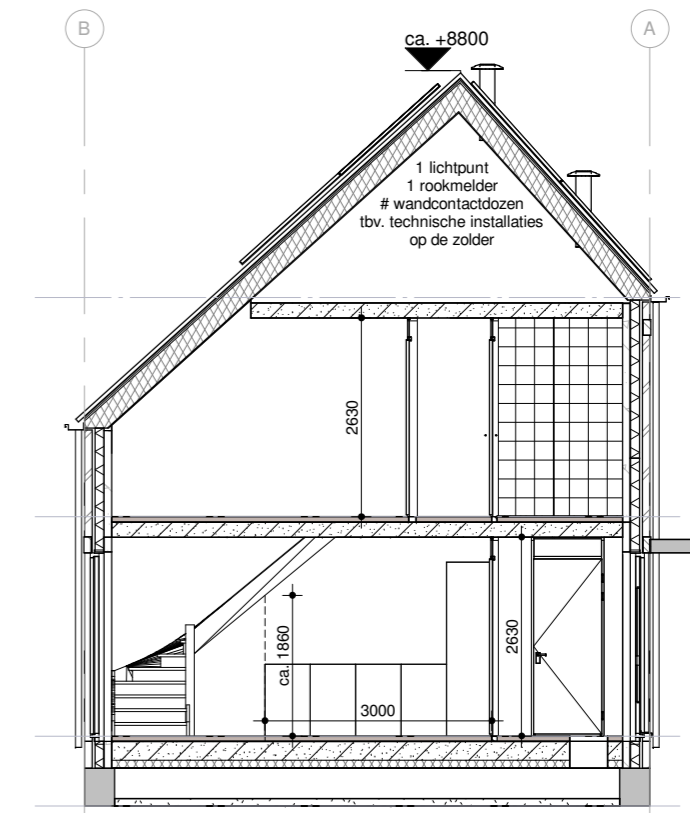 B
A
ca. +8800
1 lichtpunt
1 rookmelder
# wandcontactdozen
tbv. technische installaties
op de zolder
2630
ca. 1860
2630
3000